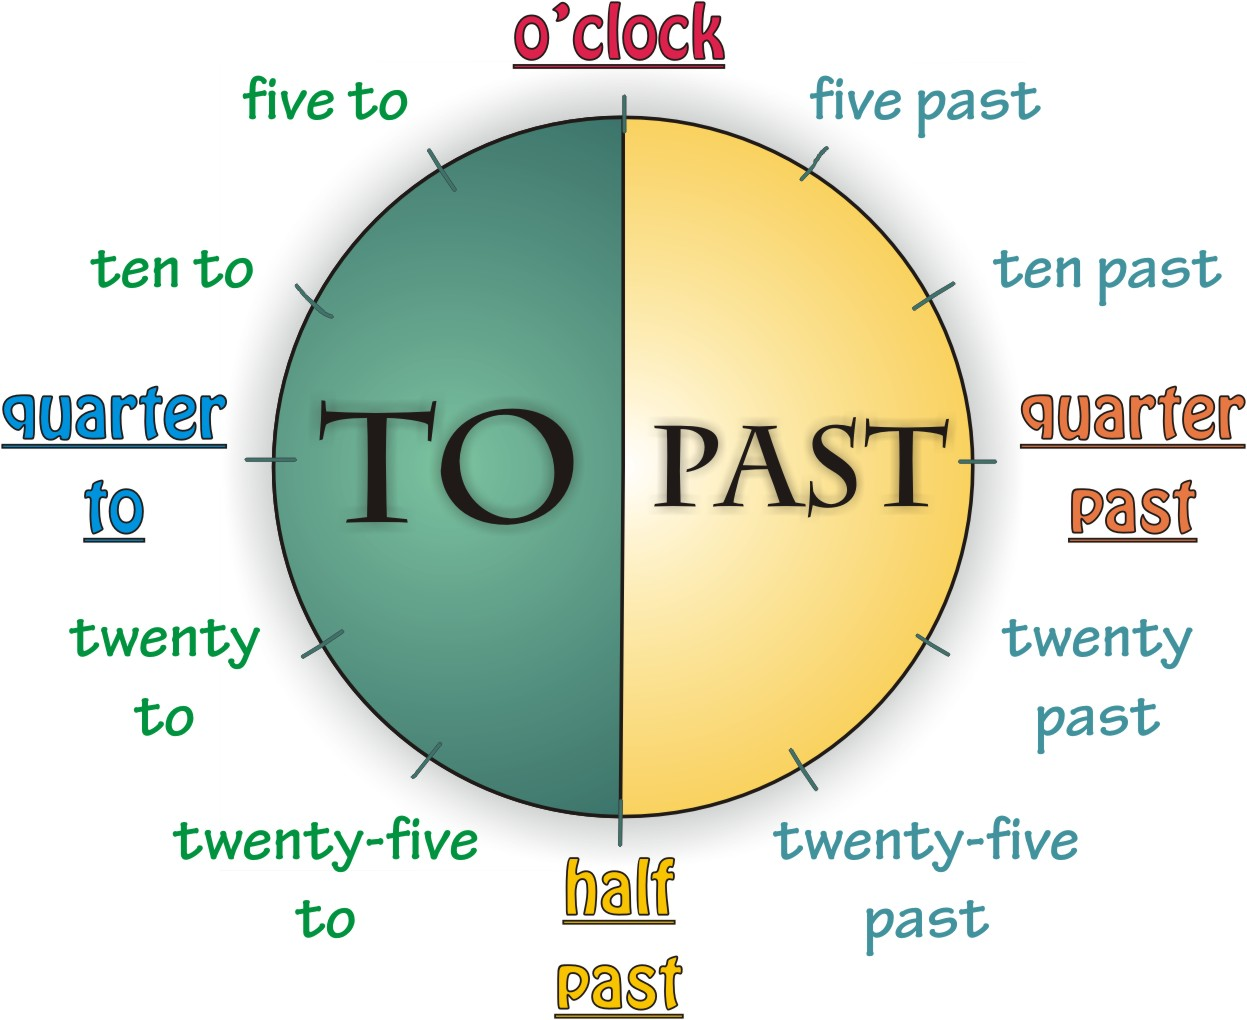 o'clock
five to
five past
ten to
ten past
quarter
to
quarter
past
TO
PAST
twenty
to
twenty
past
twenty-five
to
twenty-five
past
half
past